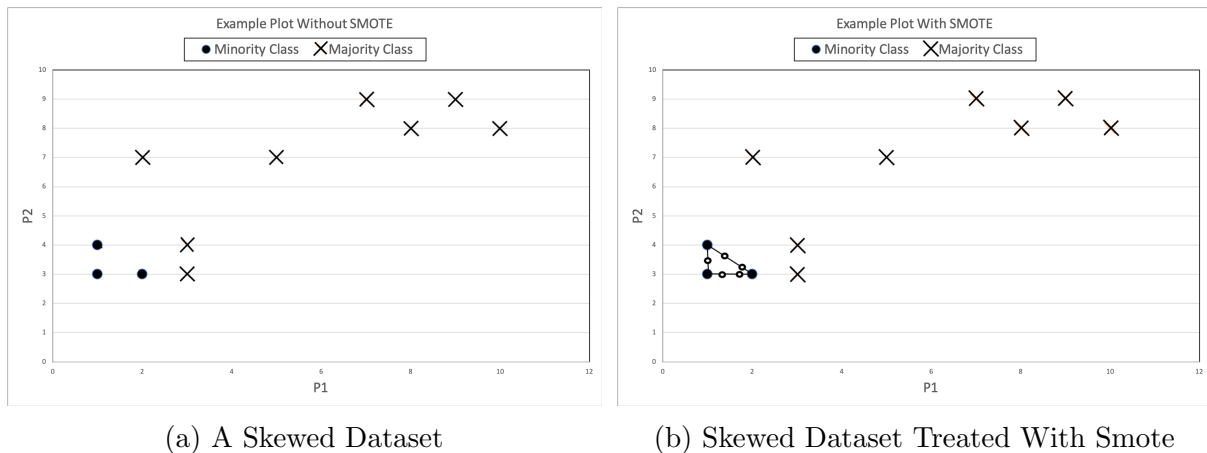 Example Plot Without SMOTE
Minority Class Majority Class
10
9
8
7
6
5
4
3
2
1
0
P2
0 2 4 6 8 10 12
P1
(a) A Skewed Dataset
Example Plot With SMOTE
Minority Class Majority Class
10
9
8
7
6
5
4
3
2
1
0
P2
0 2 4 6 8 10 12
P1
(b) Skewed Dataset Treated With Smote